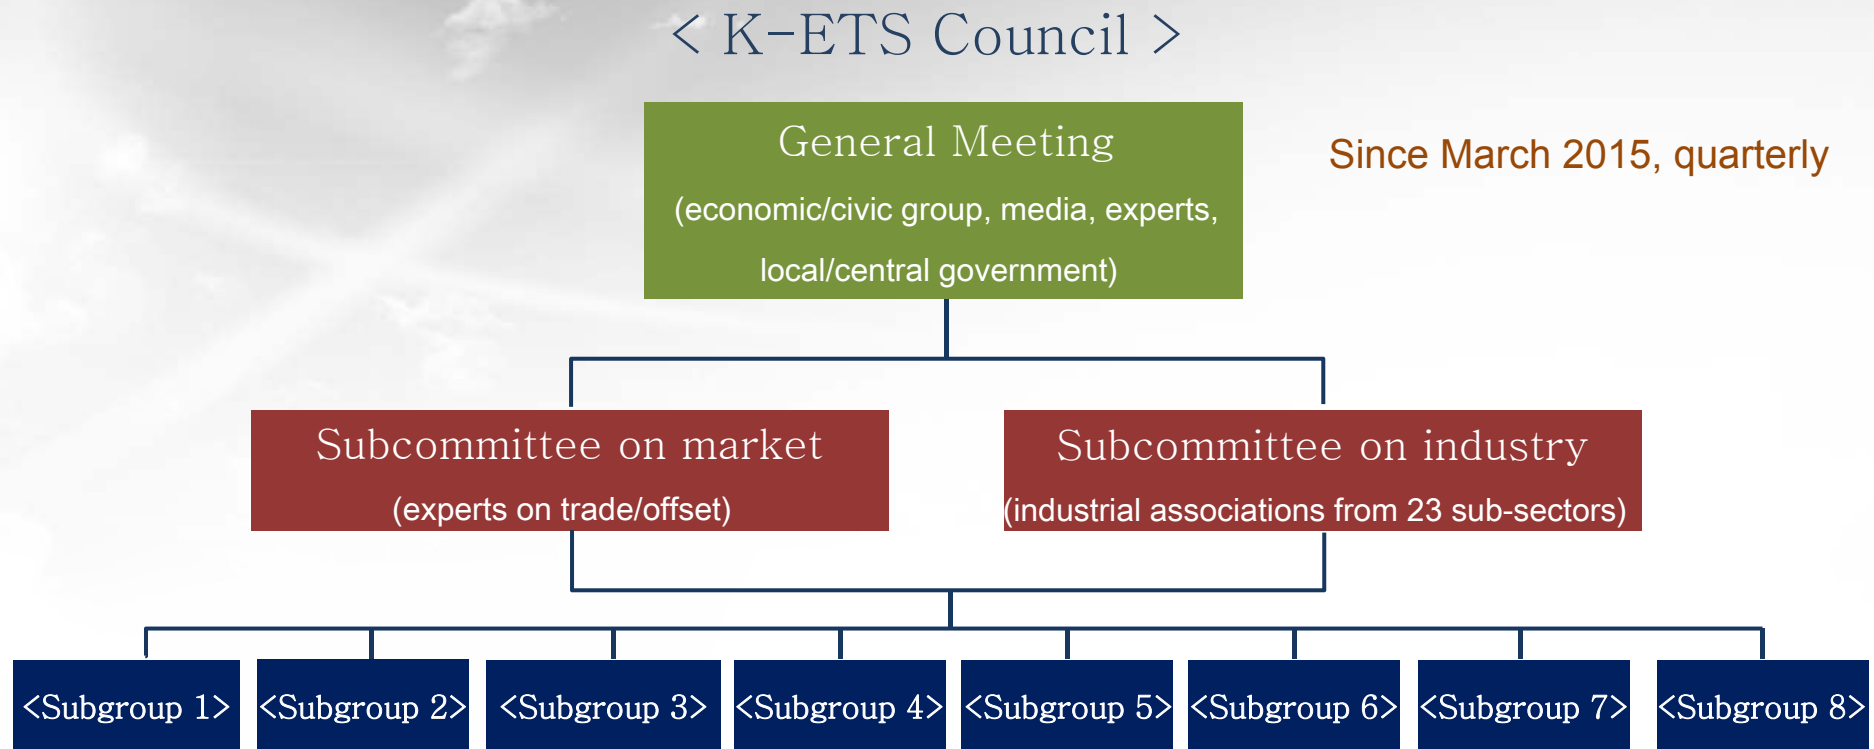 < K-ETS Council >
General Meeting
(economic/civic group, media, experts,
local/central government)
Since March 2015, quarterly
Subcommittee on market
(experts on trade/offset)
Subcommittee on industry
(industrial associations from 23 sub-sectors)
<Subgroup 1>
<Subgroup 2>
<Subgroup 3>
<Subgroup 4>
<Subgroup 5>
<Subgroup 6>
<Subgroup 7>
<Subgroup 8>